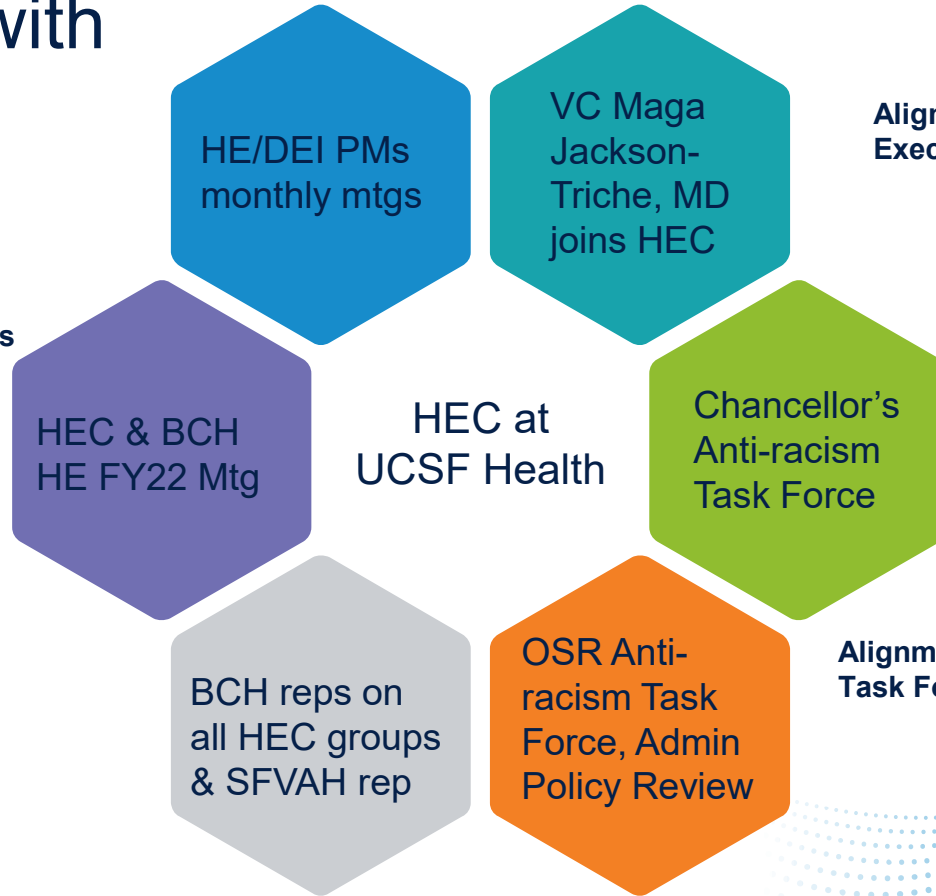 with
HE/DEI PMs
monthly mtgs
VC Maga
Jackson-
Triche, MD
joins HEC
HEC & BCH
HE FY22 Mtg
HEC at
UCSF Health
Chancellor’s
Anti-racism
Task Force
BCH reps on
all HEC groups
& SFVAH rep
OSR Anti-
racism Task
Force, Admin
Policy Review
Task